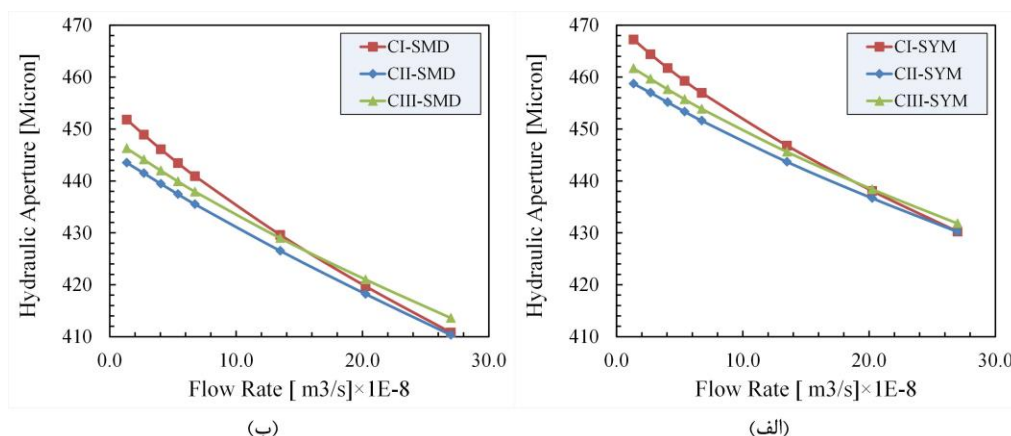 470
460
450
440
430
420
410
Hydraulic Aperture [Micron]
CI-SMD
CII-SMD
CIII-SMD
0.0 10.0 20.0 30.0
Flow Rate [ m3/s]×1E-8
(ب)
470
460
450
440
430
420
410
Hydraulic Aperture [Micron]
CI-SYM
CII-SYM
CIII-SYM
0.0 10.0 20.0 30.0
Flow Rate [ m3/s]×1E-8
(الف)